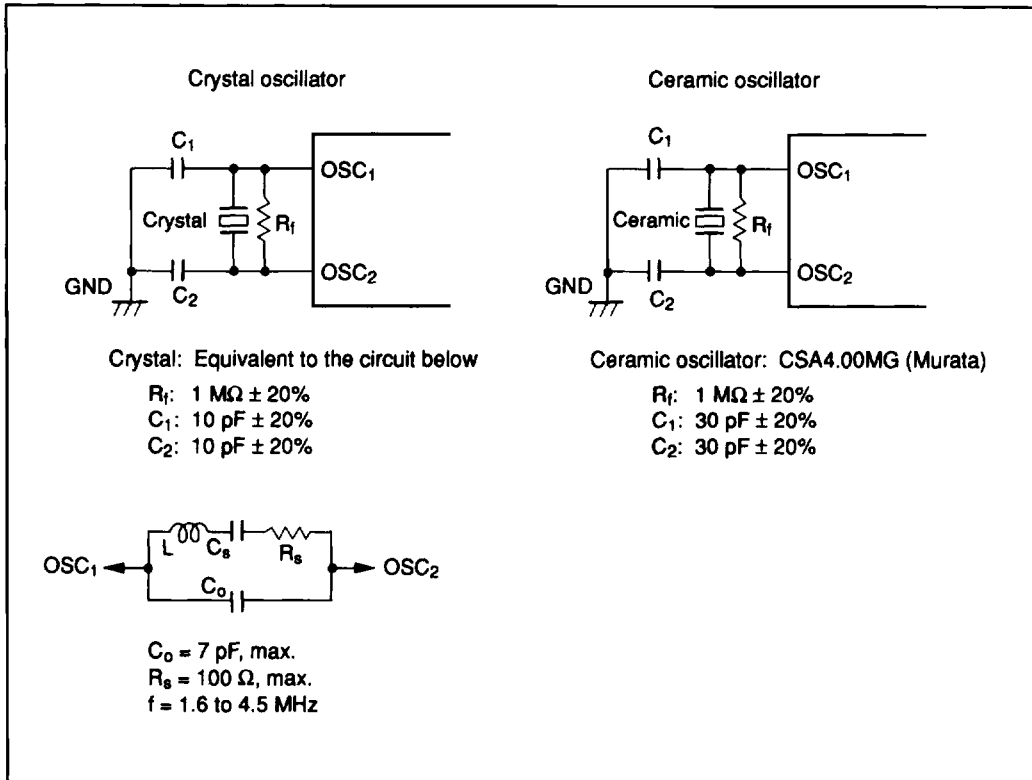 Crystal oscillator
C1
OSC1
Crystal
Rf
OSC2
GND
C2
Crystal: Equivalent to the circuit below
Rf: 1 MΩ ± 20%
C1: 10 pF ± 20%
C2: 10 pF ± 20%
L
Cs
Rs
OSC1
OSC2
Co
Co = 7 pF, max.
Rs = 100 Ω, max.
f = 1.6 to 4.5 MHz
Ceramic oscillator
C1
OSC1
Ceramic
Rf
OSC2
GND
C2
Ceramic oscillator: CSA4.00MG (Murata)
Rf: 1 MΩ ± 20%
C1: 30 pF ± 20%
C2: 30 pF ± 20%